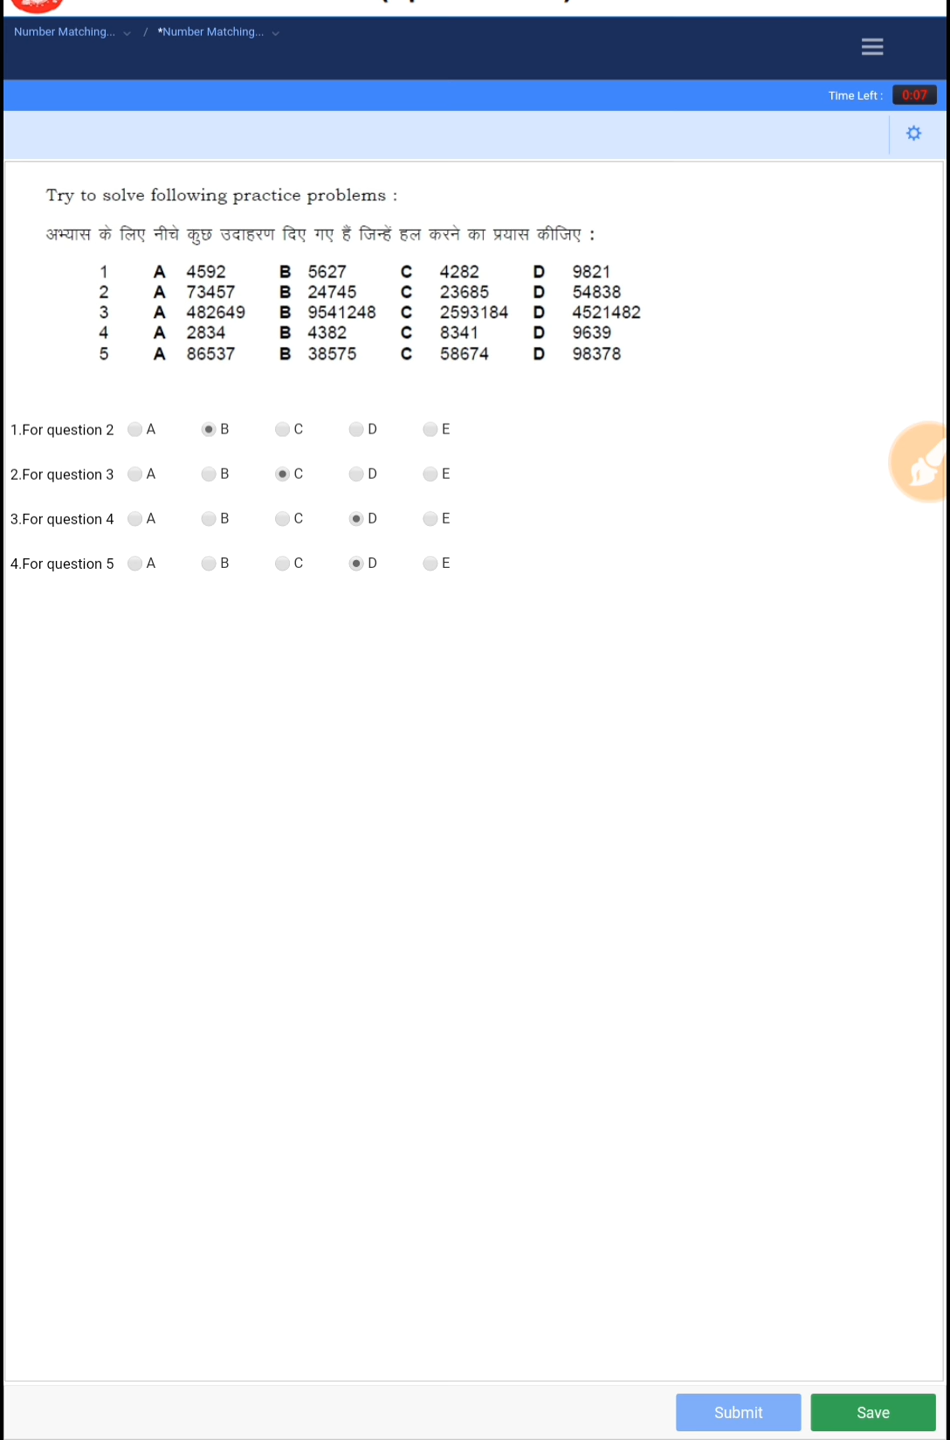 Number Matching... / *Number Matching...
Time Left : 0:07
Try to solve following practice problems :
अभ्यास के लिए नीचे कुछ उदाहरण दिए गए हैं जिन्हें हल करने का प्रयास कीजिए :
1 A 4592 B 5627 C 4282 D 9821
2 A 73457 B 24745 C 23685 D 54838
3 A 482649 B 9541248 C 2593184 D 4521482
4 A 2834 B 4382 C 8341 D 9639
5 A 86537 B 38575 C 58674 D 98378
1.For question 2 A B C D E
2.For question 3 A B C D E
3.For question 4 A B C D E
4.For question 5 A B C D E
Submit Save